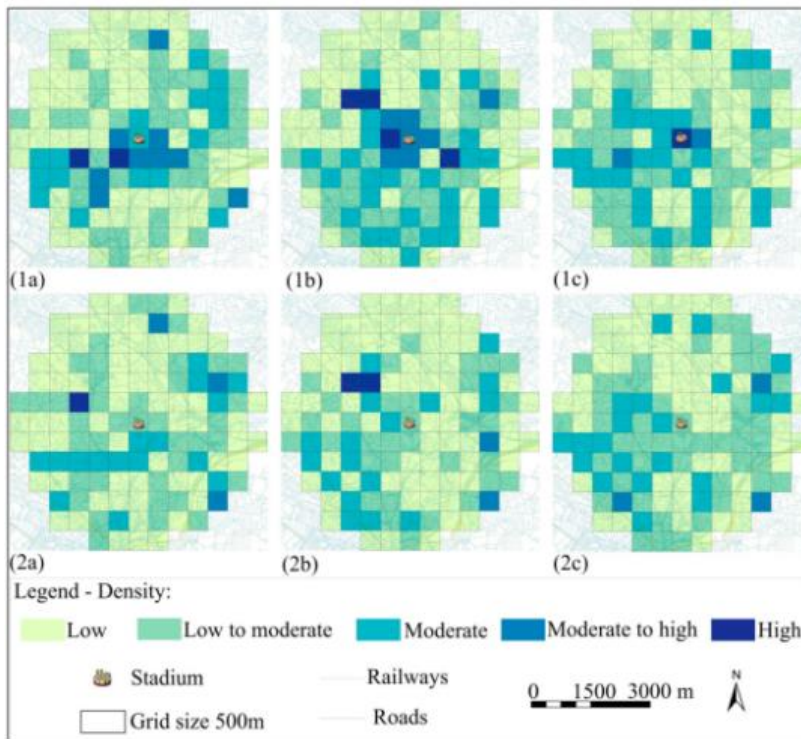 (1a) (1b) (1c)
(2a) (2b) (2c)
Legend - Density:
Low Low to moderate Moderate Moderate to high High
Stadium Railways 0 1500 3000 m N
Grid size 500m Roads